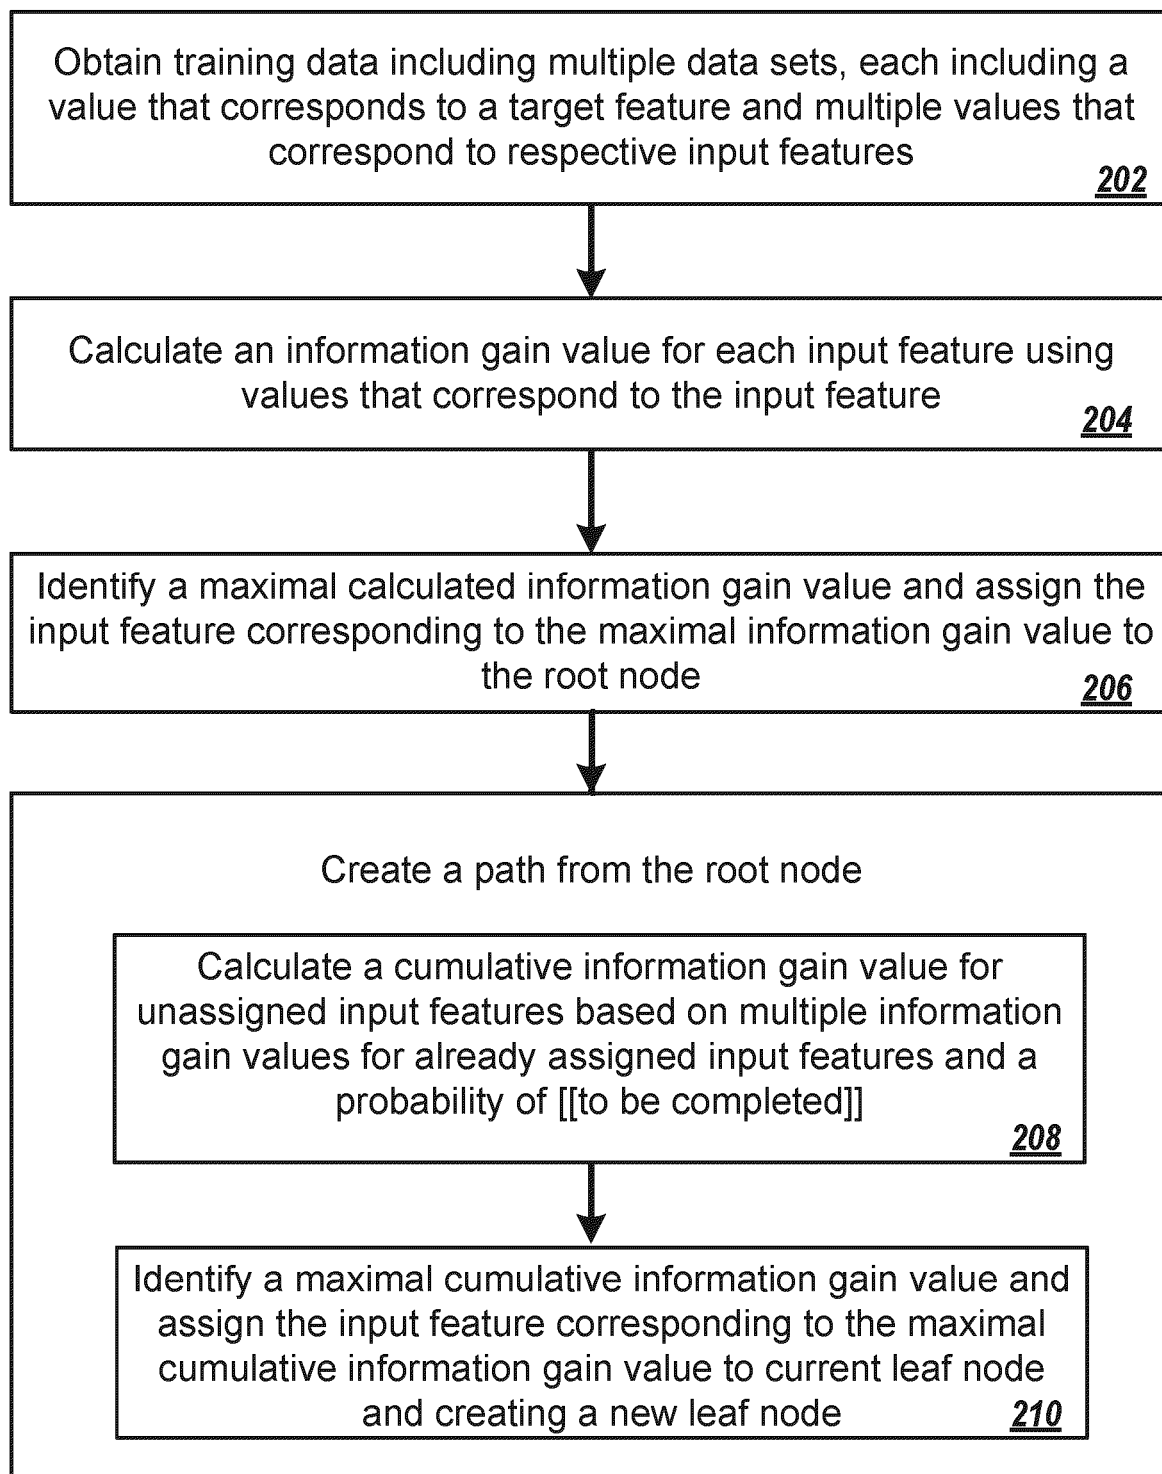 Obtain training data including multiple data sets, each including a
value that corresponds to a target feature and multiple values that
correspond to respective input features
202
Calculate an information gain value for each input feature using
values that correspond to the input feature
204
Identify a maximal calculated information gain value and assign the
input feature corresponding to the maximal information gain value to
the root node
206
Create a path from the root node
Calculate a cumulative information gain value for
unassigned input features based on multiple information
gain values for already assigned input features and a
probability of [[to be completed]]
208
Identify a maximal cumulative information gain value and
assign the input feature corresponding to the maximal
cumulative information gain value to current leaf node
and creating a new leaf node
210